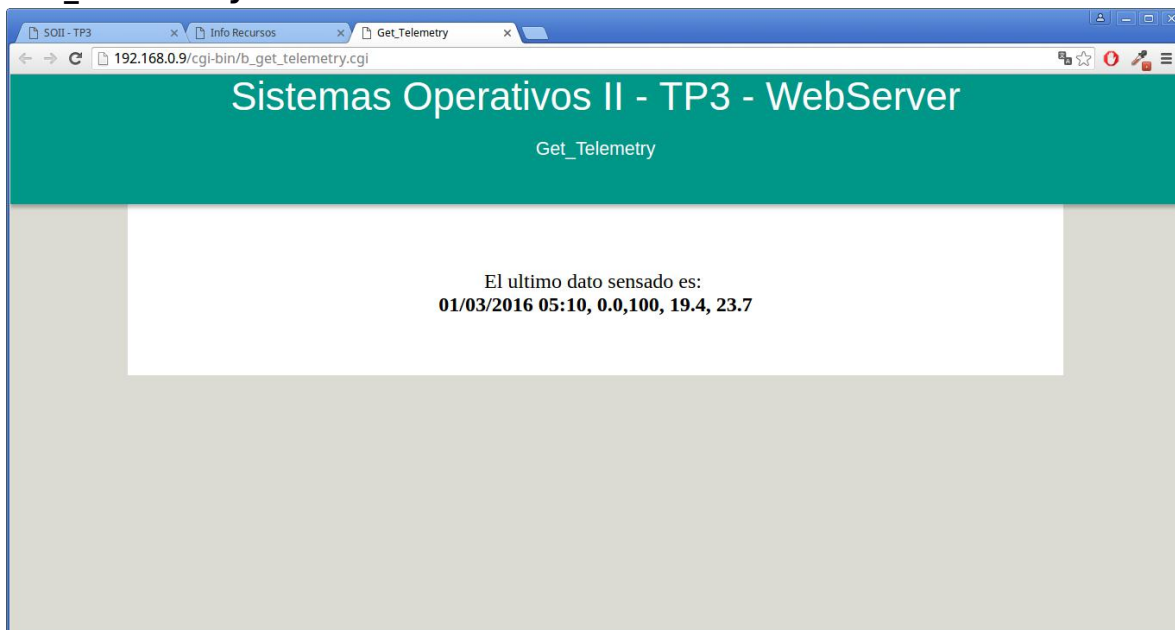 SOII - TP3
Info Recursos
Get_Telemetry
192.168.0.9/cgi-bin/b_get_telemetry.cgi
Sistemas Operativos II - TP3 - WebServer
Get_Telemetry
El ultimo dato sensado es:
01/03/2016 05:10, 0.0,100, 19.4, 23.7